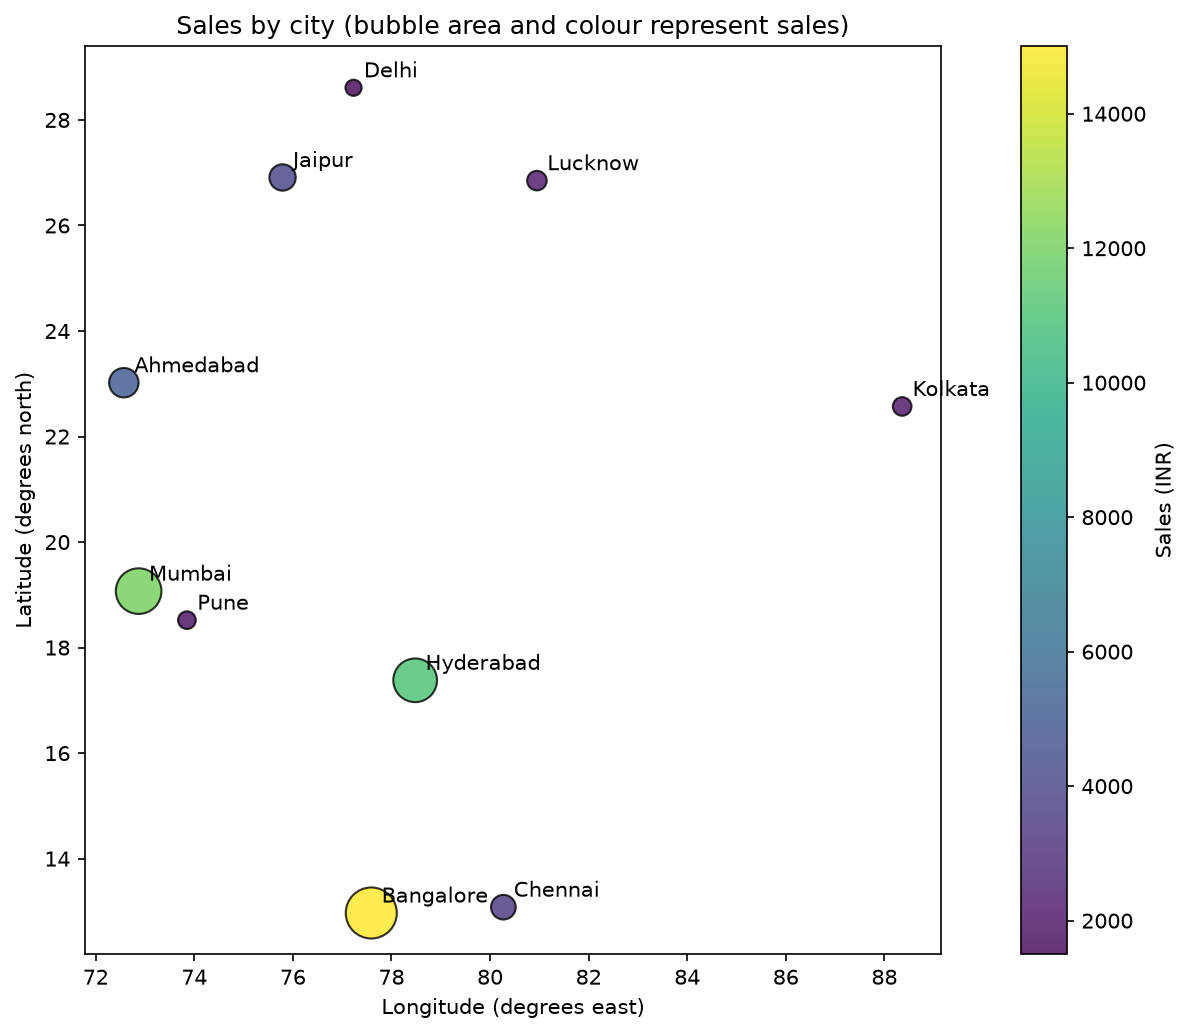 Sales by city (bubble area and colour represent sales)
Delhi
Jaipur
Lucknow
Ahmedabad
Kolkata
Mumbai
Pune
Hyderabad
Bangalore
Chennai
28
26
24
22
20
18
16
14
Latitude (degrees north)
72 74 76 78 80 82 84 86 88
Longitude (degrees east)
14000
12000
10000
8000
6000
4000
2000
Sales (INR)